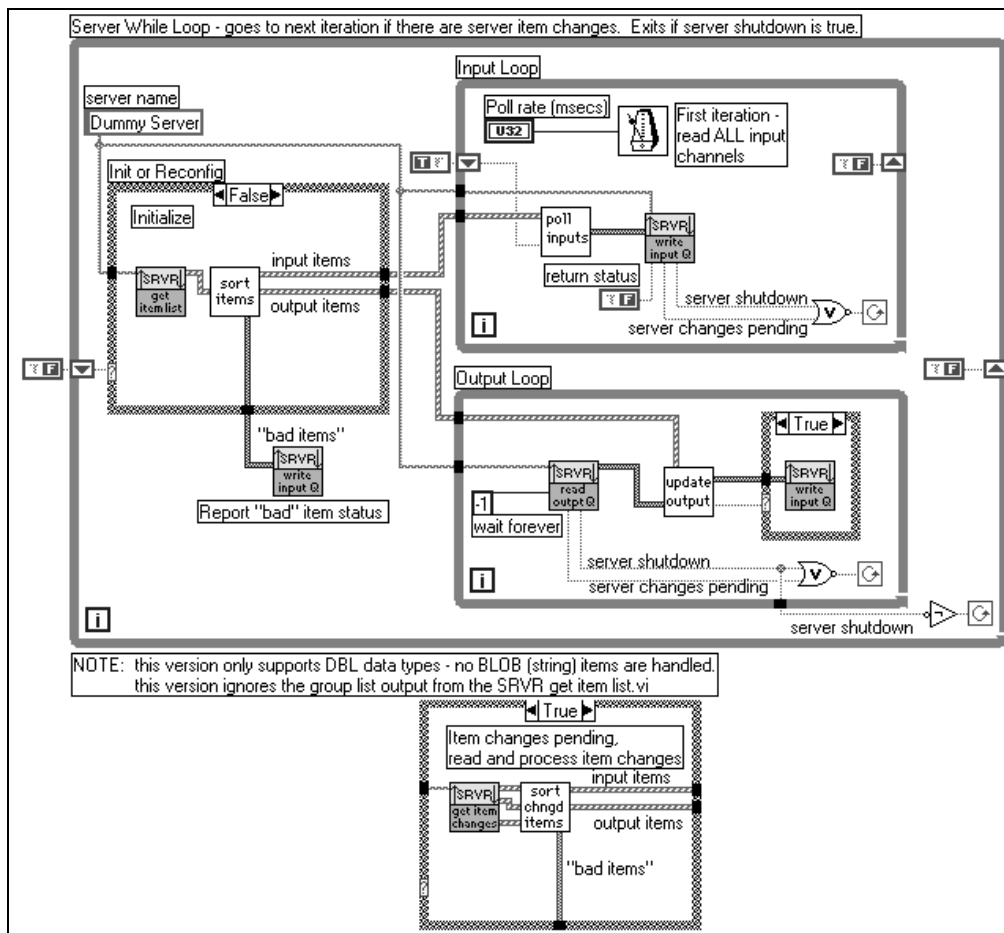 Server While Loop - goes to next iteration if there are server item changes.  Exits if server shutdown is true.
server name
Dummy Server
Init or Reconfig
False
Initialize
SRVR
get
item list
sort
items
input items
output items
"bad items"
SRVR
write
input Q
Report "bad" item status
F
i
Input Loop
Poll rate (msecs)
U32
First iteration -
read ALL input
channels
T
F
poll
inputs
SRVR
write
input Q
return status
F
server shutdown
server changes pending
V
i
F
Output Loop
True
SRVR
read
outpt Q
-1
wait forever
update
output
SRVR
write
input Q
?
server shutdown
server changes pending
V
i
server shutdown
NOTE:  this version only supports DBL data types - no BLOB (string) items are handled.
this version ignores the group list output from the SRVR get item list.vi
True
Item changes pending,
read and process item changes
SRVR
get item
changes
sort
chngd
items
input items
output items
"bad items"
?